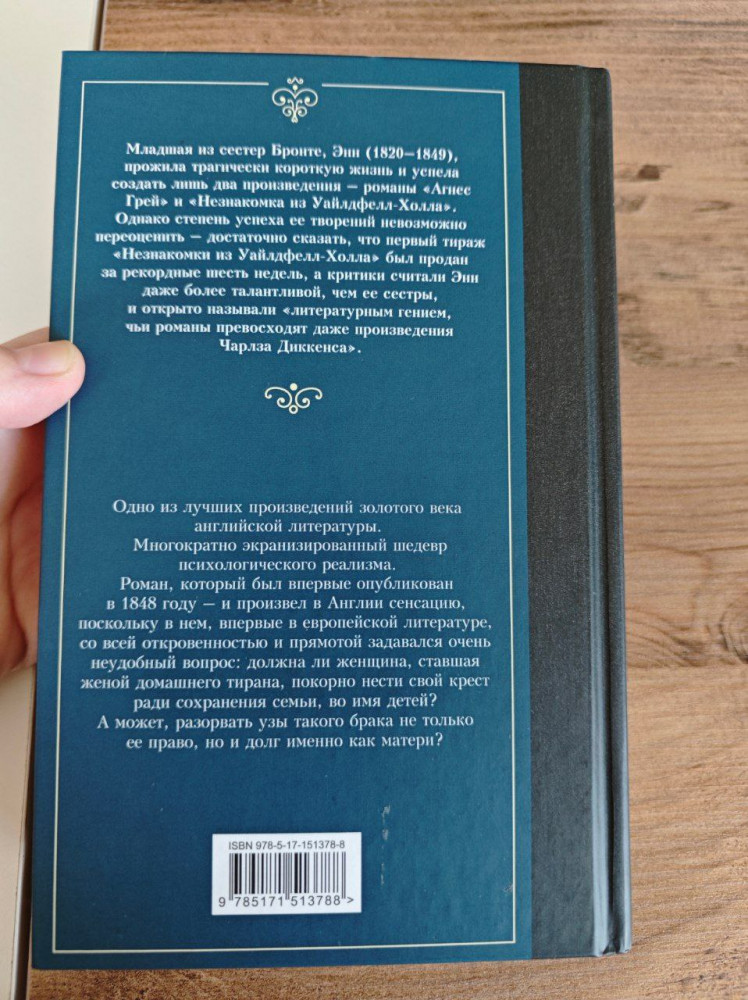 Младшая из сестер Бронте, Энн (1820—1849),
прожила трагически короткую жизнь и успела
создать лишь два произведения — романы «Агнес
Грей» и «Незнакомка из Уайлдфелл-Холла».
Однако степень успеха ее творений невозможно
переоценить — достаточно сказать, что первый тираж
«Незнакомки из Уайлдфелл-Холла» был продан
за рекордные шесть недель, а критики считали Энн
даже более талантливой, чем ее сестры,
и открыто называли «литературным гением,
чьи романы превосходят даже произведения
Чарлза Диккенса».
Одно из лучших произведений золотого века
английской литературы.
Многократно экранизированный шедевр
психологического реализма.
Роман, который был впервые опубликован
в 1848 году — и произвел в Англии сенсацию,
поскольку в нем, впервые в европейской литературе,
со всей откровенностью и прямотой задавался очень
неудобный вопрос: должна ли женщина, ставшая
женой домашнего тирана, покорно нести свой крест
ради сохранения семьи, во имя детей?
А может, разорвать узы такого брака не только
ее право, но и долг именно как матери?
ISBN 978-5-17-151378-8
9 785171 513788 >